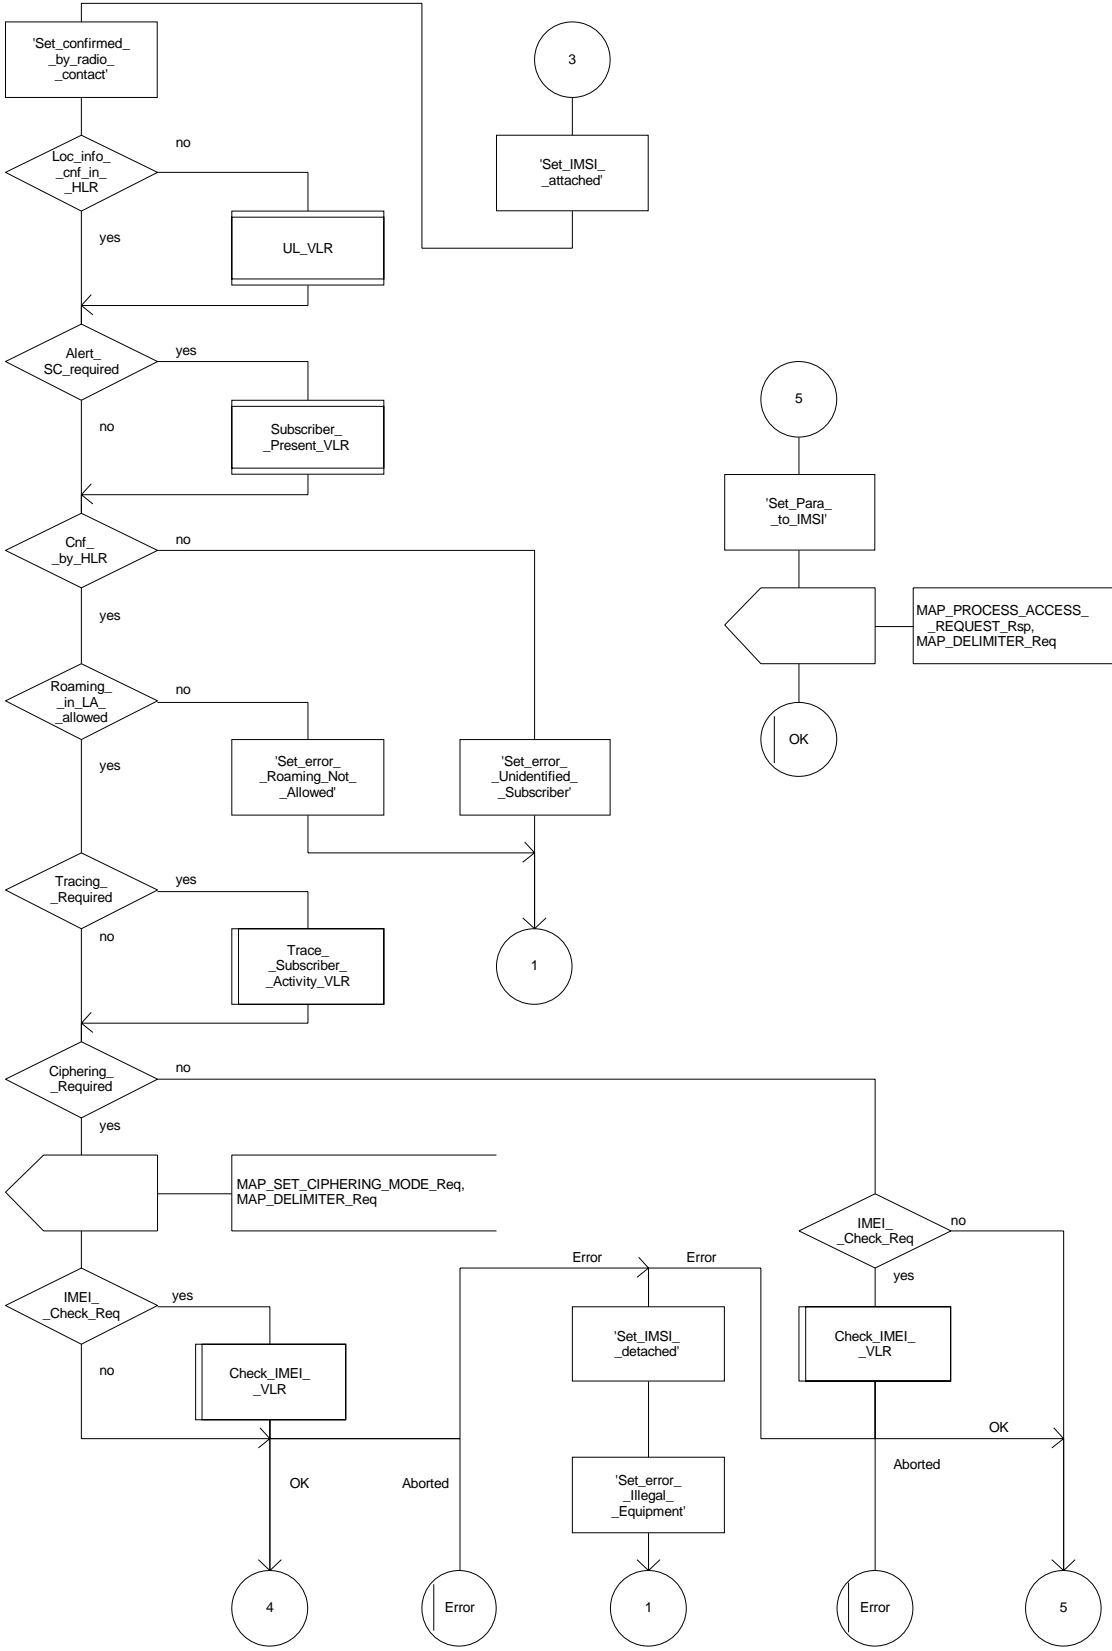 'Set_confirmed_
_by_radio_
_contact'
3
Loc_info_
_cnf_in_
_HLR
no
yes
'Set_IMSI_
_attached'
UL_VLR
Alert_
SC_required
yes
no
Subscriber_
_Present_VLR
5
'Set_Para_
_to_IMSI'
Cnf_
_by_HLR
no
yes
MAP_PROCESS_ACCESS_
_REQUEST_Rsp,
MAP_DELIMITER_Req
OK
Roaming_
_in_LA_
_allowed
no
yes
'Set_error_
_Roaming_Not_
_Allowed'
'Set_error_
_Unidentified_
_Subscriber'
Tracing_
_Required
yes
no
Trace_
_Subscriber_
_Activity_VLR
1
Ciphering_
_Required
no
yes
MAP_SET_CIPHERING_MODE_Req,
MAP_DELIMITER_Req
IMEI_
_Check_Req
no
yes
Error
Error
IMEI_
_Check_Req
yes
no
Check_IMEI_
_VLR
'Set_IMSI_
_detached'
Check_IMEI_
_VLR
OK
OK
Aborted
'Set_error_
_Illegal_
_Equipment'
Aborted
4
Error
1
Error
5